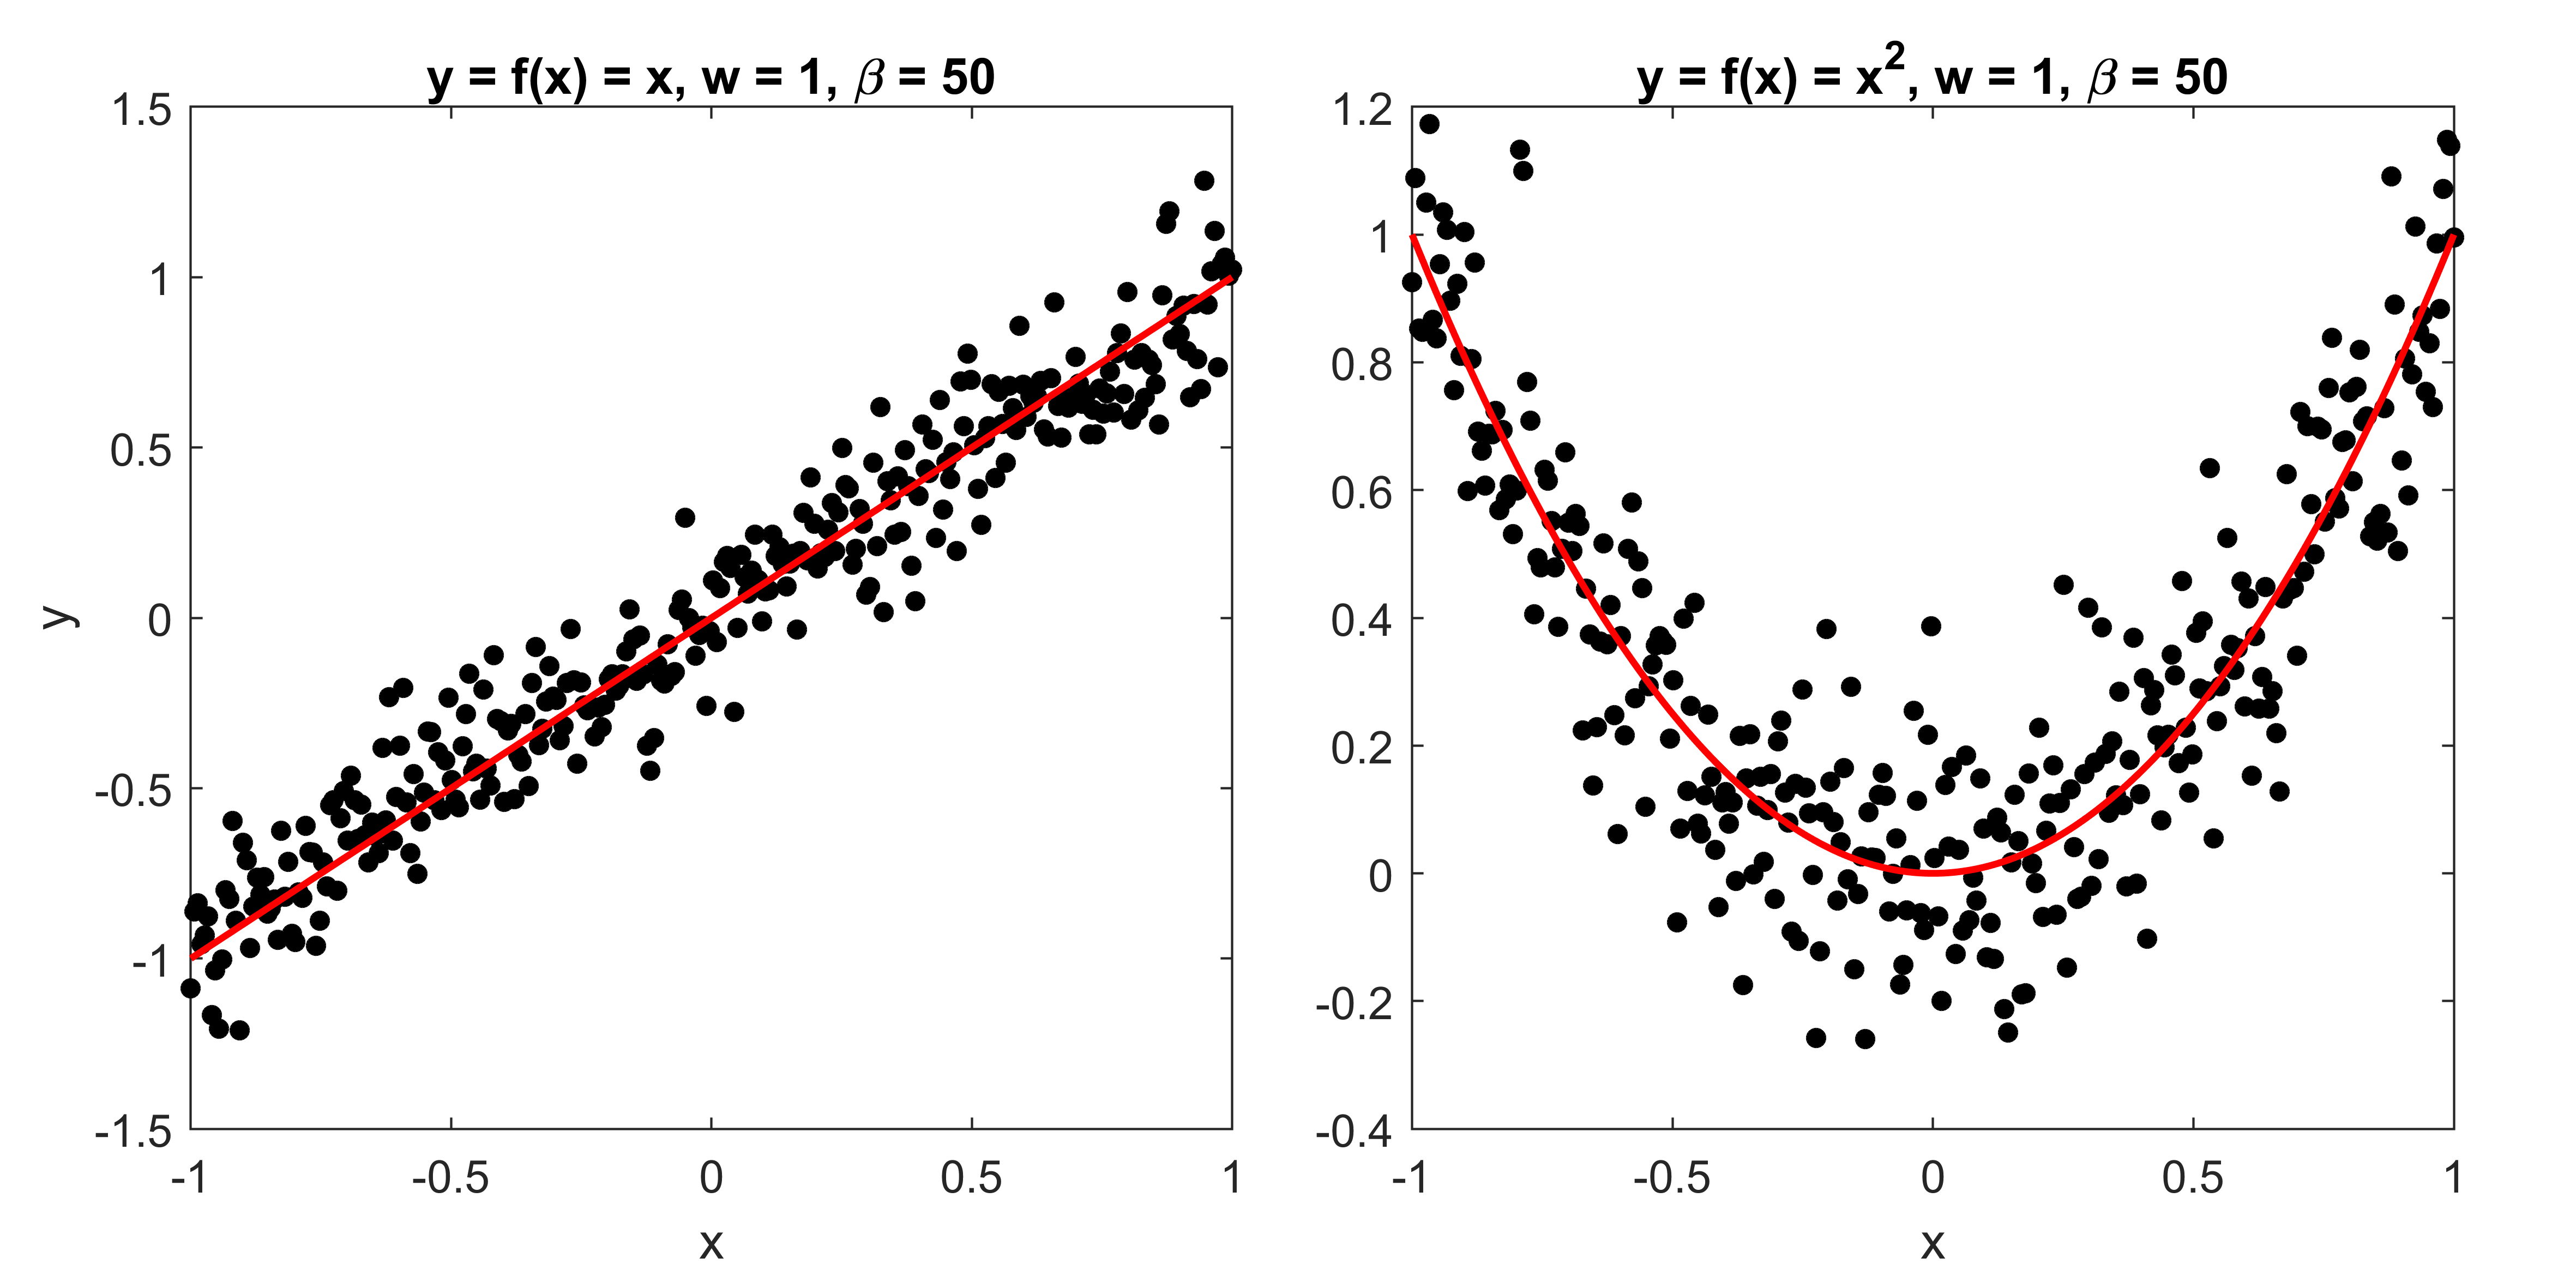 y = f(x) = x, w = 1, β = 50
1.5
1
0.5
0
-0.5
-1
-1.5
y
-1 -0.5 0 0.5 1
x
y = f(x) = x², w = 1, β = 50
1.2
1
0.8
0.6
0.4
0.2
0
-0.2
-0.4
-1 -0.5 0 0.5 1
x